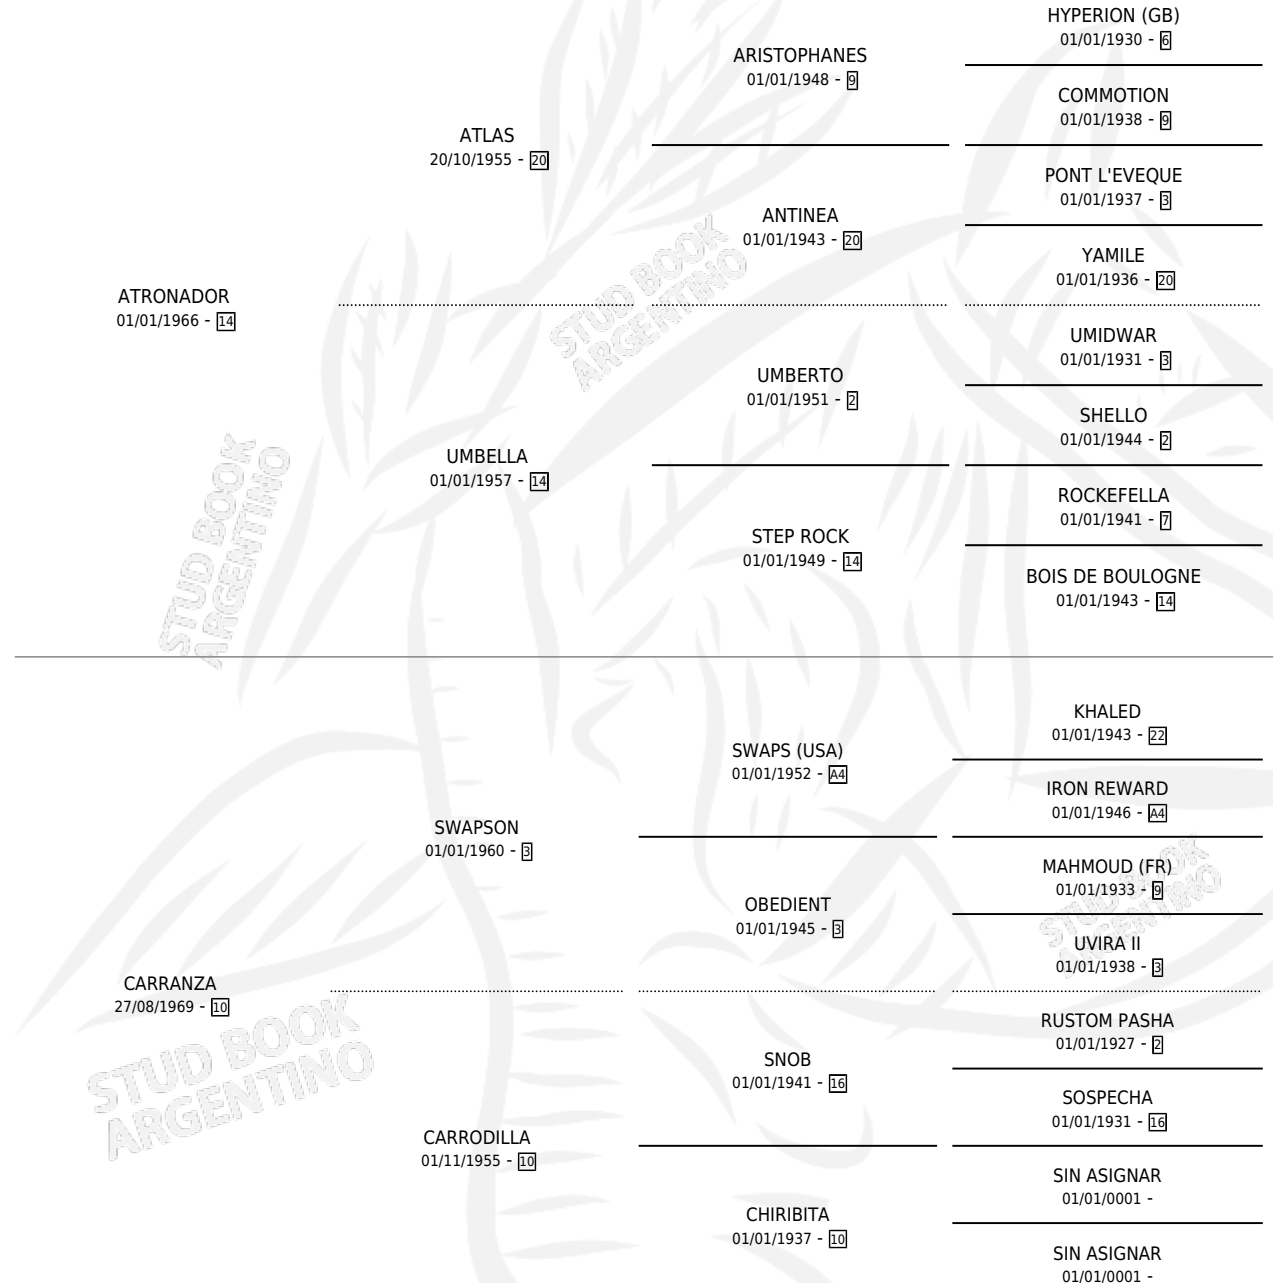 HYPERION (GB)
01/01/1930 - 6
ARISTOPHANES
01/01/1948 - 9
COMMOTION
01/01/1938 - 9
ATLAS
20/10/1955 - 20
PONT L'EVEQUE
01/01/1937 - 3
ANTINEA
01/01/1943 - 20
YAMILE
01/01/1936 - 20
ATRONADOR
01/01/1966 - 14
UMIDWAR
01/01/1931 - 3
UMBERTO
01/01/1951 - 2
SHELLO
01/01/1944 - 2
UMBELLA
01/01/1957 - 14
ROCKEFELLA
01/01/1941 - 7
STEP ROCK
01/01/1949 - 14
BOIS DE BOULOGNE
01/01/1943 - 14
KHALED
01/01/1943 - 22
SWAPS (USA)
01/01/1952 - A4
IRON REWARD
01/01/1946 - A4
SWAPSON
01/01/1960 - 3
MAHMOUD (FR)
01/01/1933 - 9
OBEDIENT
01/01/1945 - 3
UVIRA II
01/01/1938 - 3
CARRANZA
27/08/1969 - 10
RUSTOM PASHA
01/01/1927 - 2
SNOB
01/01/1941 - 16
SOSPECHA
01/01/1931 - 16
CARRODILLA
01/11/1955 - 10
SIN ASIGNAR
01/01/0001 -
CHIRIBITA
01/01/1937 - 10
SIN ASIGNAR
01/01/0001 -
STUD BOOK
ARGENTINO
STUD BOOK
ARGENTINO
STUD BOOK
ARGENTINO
STUD BOOK
ARGENTINO